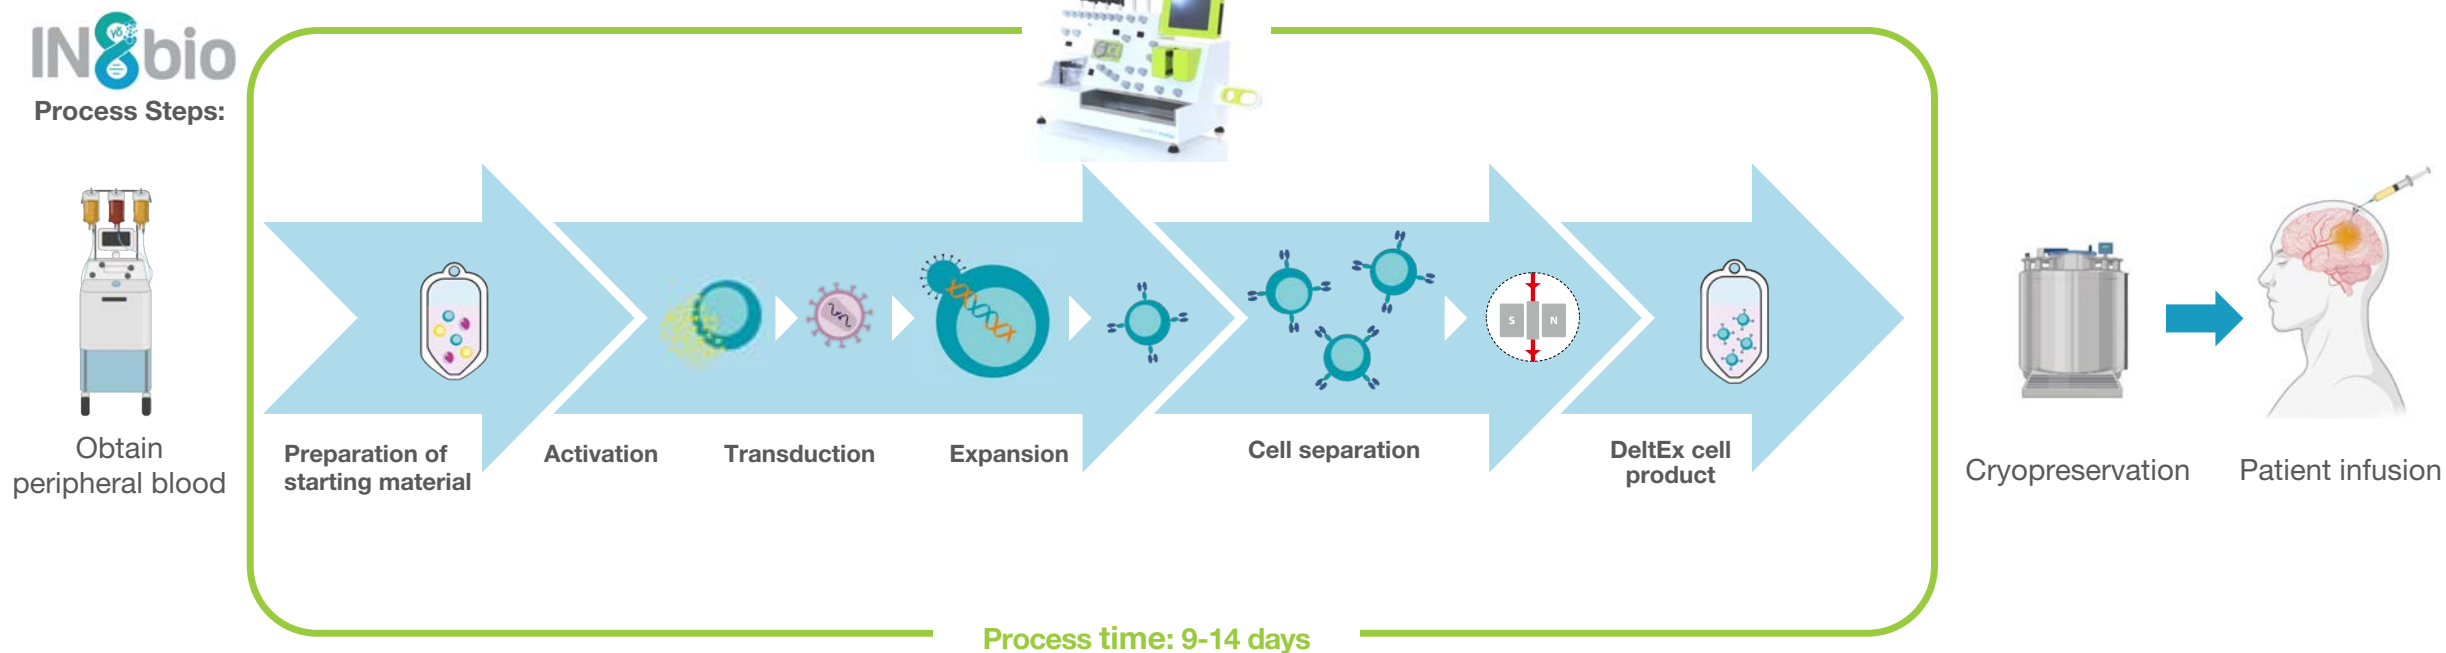 IN8bio
γδ
Process Steps:
Obtain
peripheral blood
Preparation of
starting material
Activation
Transduction
Expansion
Cell separation
S N
DeltEx cell
product
Cryopreservation
Patient infusion
Process time: 9-14 days